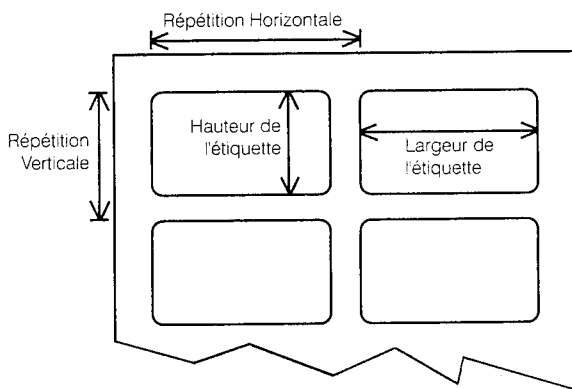 Répétition Horizontale
Répétition
Verticale
Hauteur de
l'étiquette
Largeur de
l'étiquette